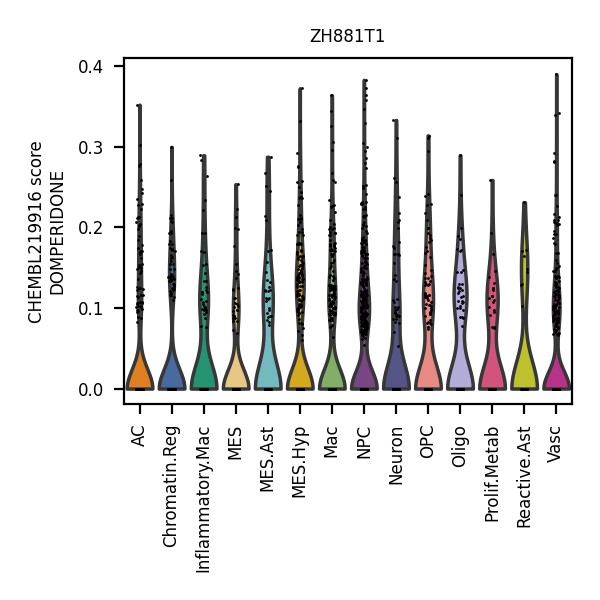 ZH881T1
CHEMBL219916 score
DOMPERIDONE
0.4
0.3
0.2
0.1
0.0
AC
Chromatin.Reg
Inflammatory.Mac
MES
MES.Ast
MES.Hyp
Mac
NPC
Neuron
OPC
Oligo
Prolif.Metab
Reactive.Ast
Vasc